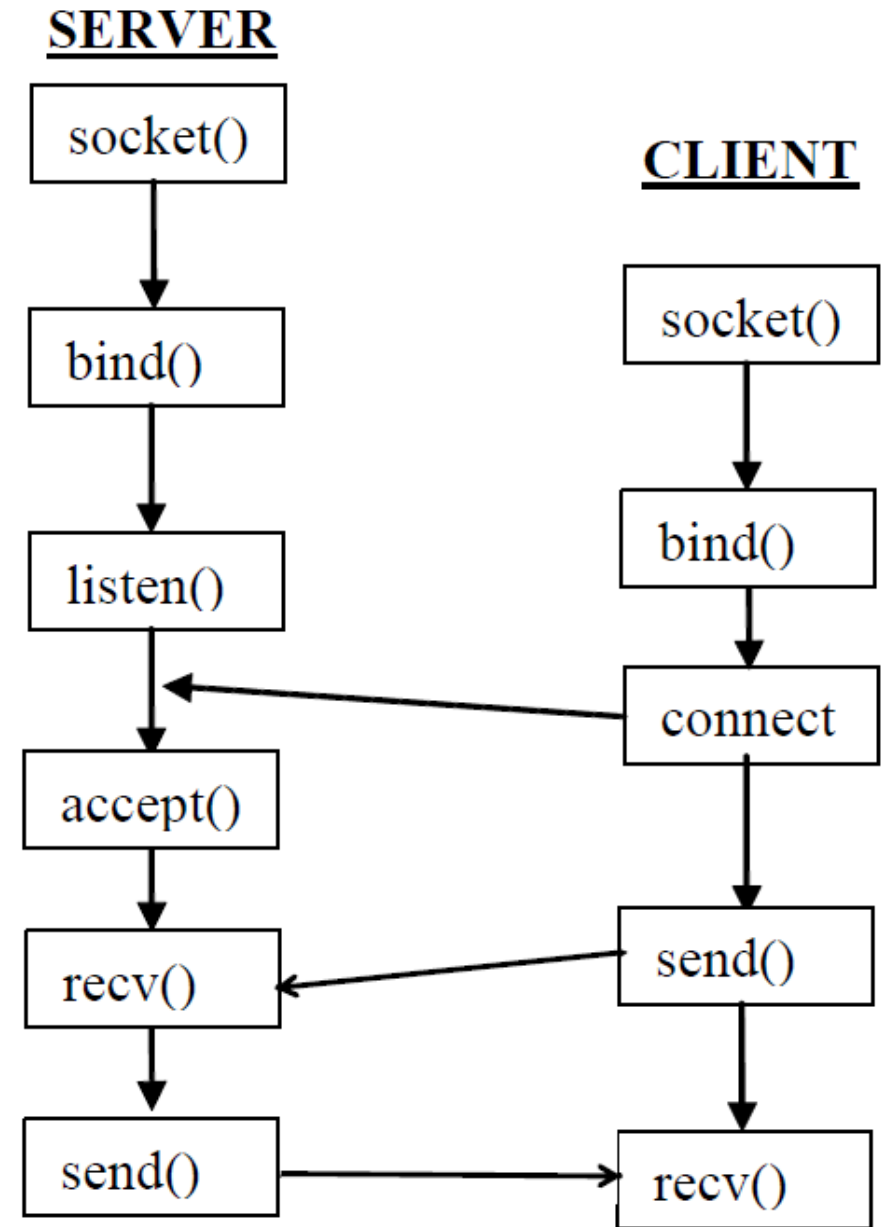 SERVER
socket()
bind()
listen()
accept()
recv()
send()
CLIENT
socket()
bind()
connect
send()
recv()